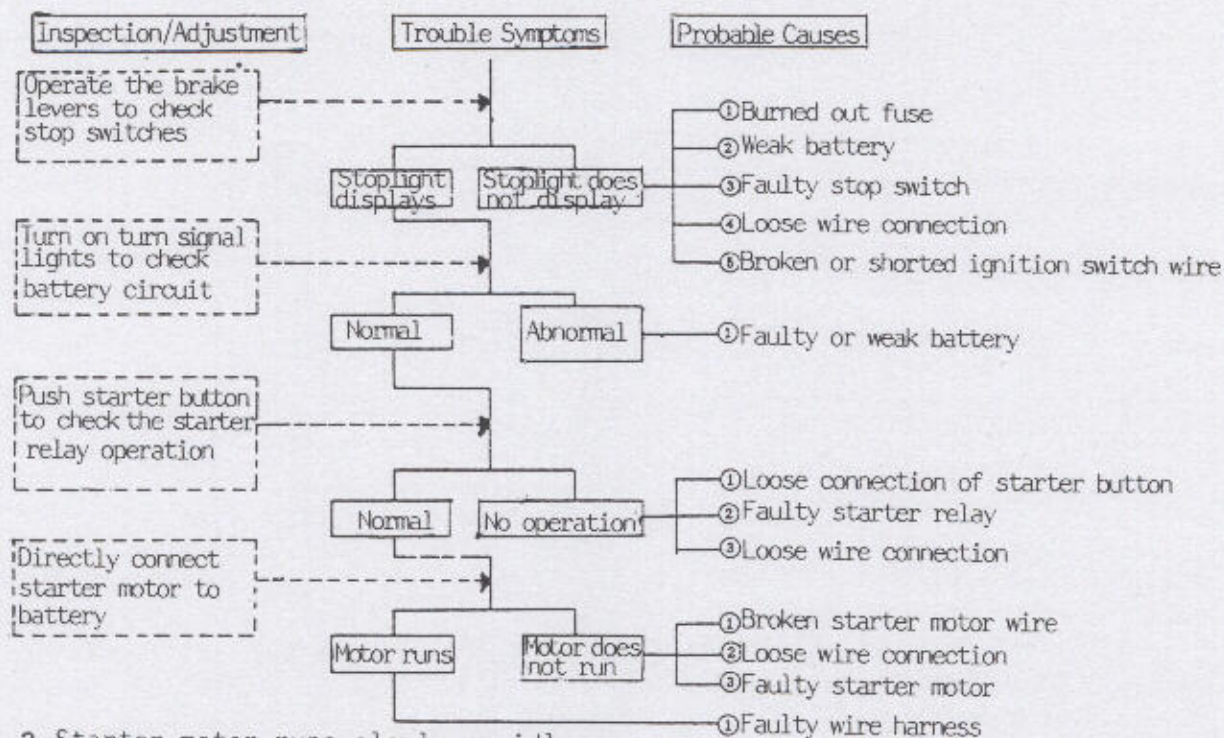 Inspection/Adjustment
Trouble Symptoms
Probable Causes
Operate the brake
levers to check
stop switches
Stoplight
displays
Stoplight does
not display
①Burned out fuse
②Weak battery
③Faulty stop switch
④Loose wire connection
⑤Broken or shorted ignition switch wire
Turn on turn signal
lights to check
battery circuit
Normal
Abnormal
①Faulty or weak battery
Push starter button
to check the starter
relay operation
Normal
No operation
①Loose connection of starter button
②Faulty starter relay
③Loose wire connection
Directly connect
starter motor to
battery
Motor runs
Motor does
not run
①Broken starter motor wire
②Loose wire connection
③Faulty starter motor
①Faulty wire harness
2 Starter motor runs